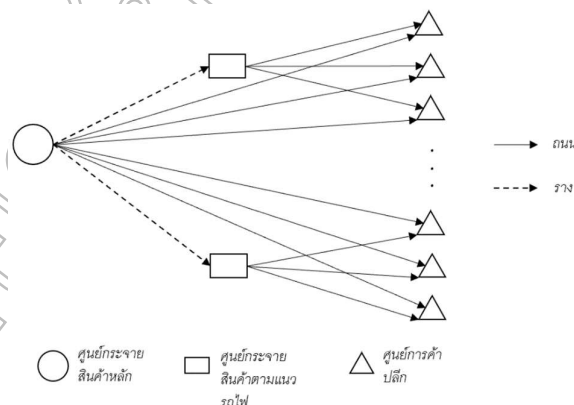 ถนน
ราง
ศูนย์กระจาย
สินค้าหลัก
ศูนย์กระจาย
สินค้าตามแนว
รถไฟ
ศูนย์การค้า
ปลีก